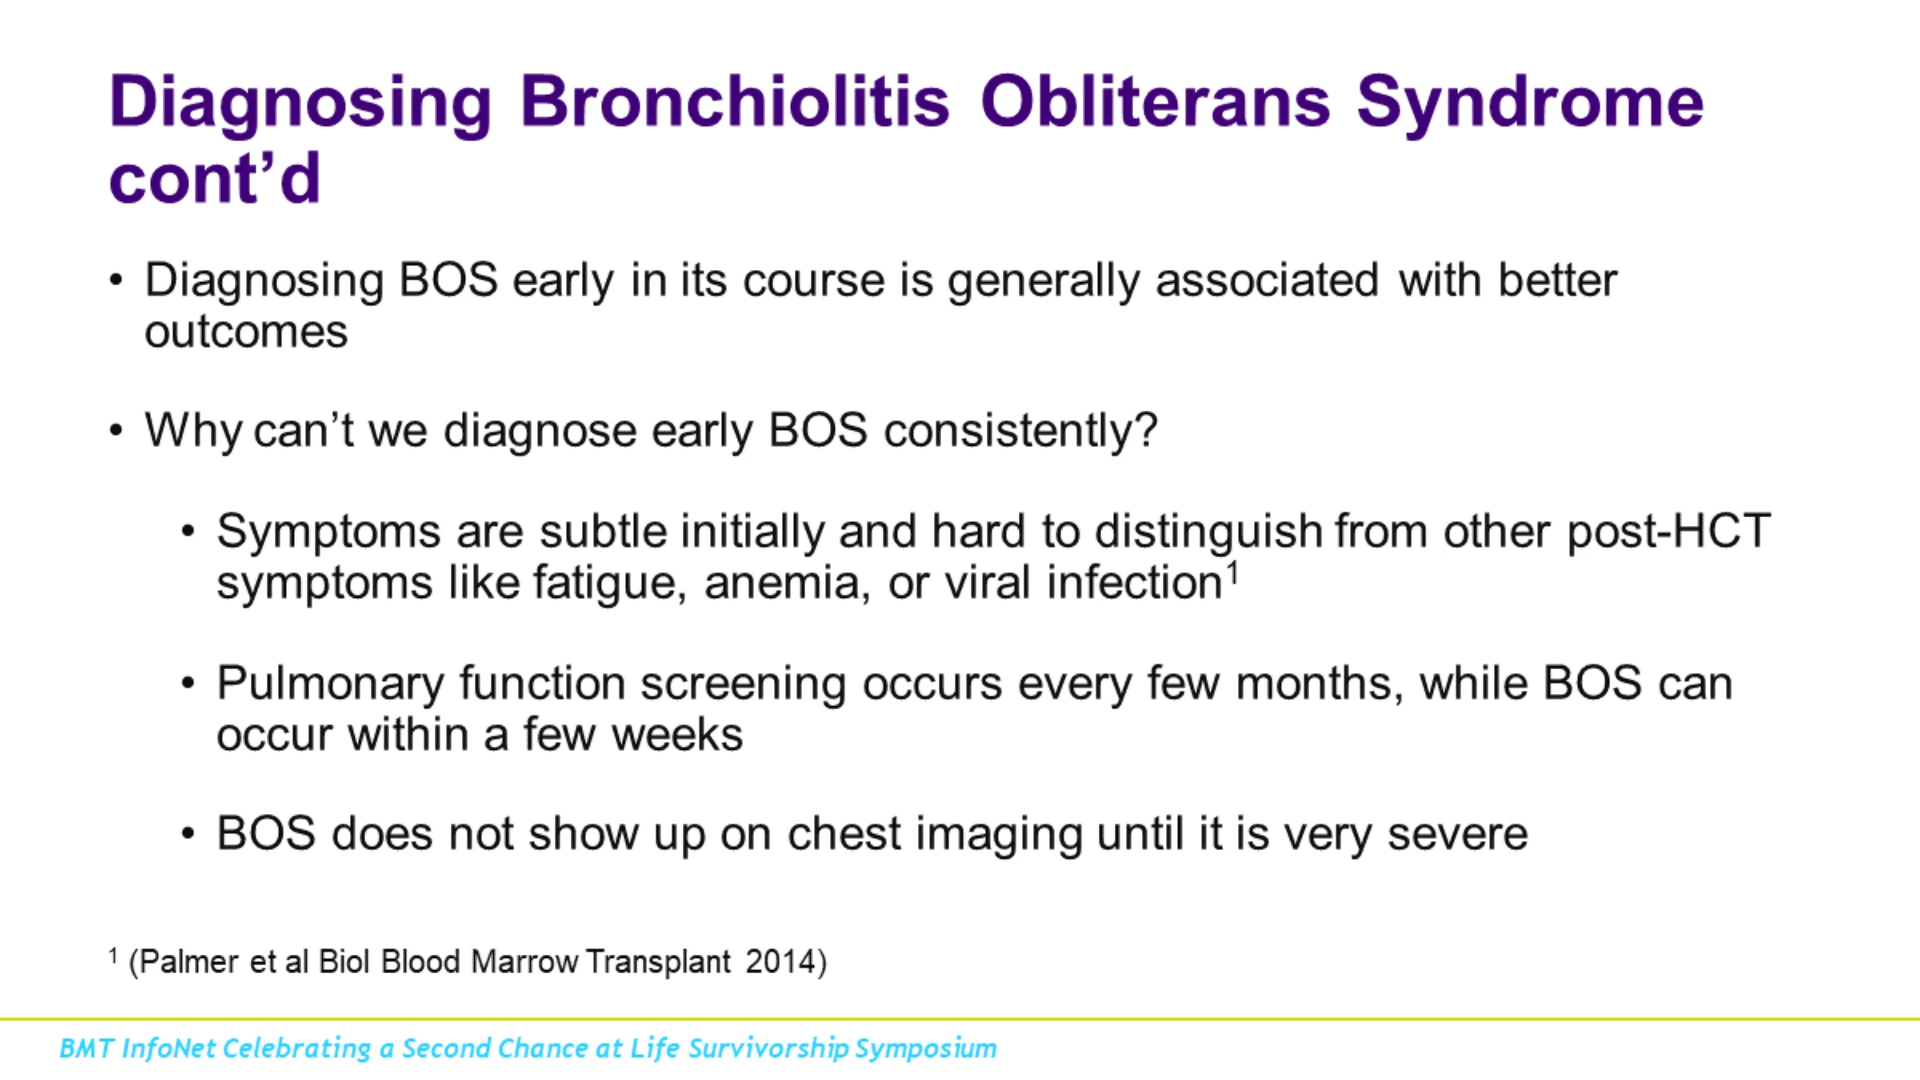 Diagnosing Bronchiolitis Obliterans Syndrome
cont’d
• Diagnosing BOS early in its course is generally associated with better
outcomes
• Why can’t we diagnose early BOS consistently?
• Symptoms are subtle initially and hard to distinguish from other post-HCT
symptoms like fatigue, anemia, or viral infection¹
• Pulmonary function screening occurs every few months, while BOS can
occur within a few weeks
• BOS does not show up on chest imaging until it is very severe
¹ (Palmer et al Biol Blood Marrow Transplant 2014)
BMT InfoNet Celebrating a Second Chance at Life Survivorship Symposium